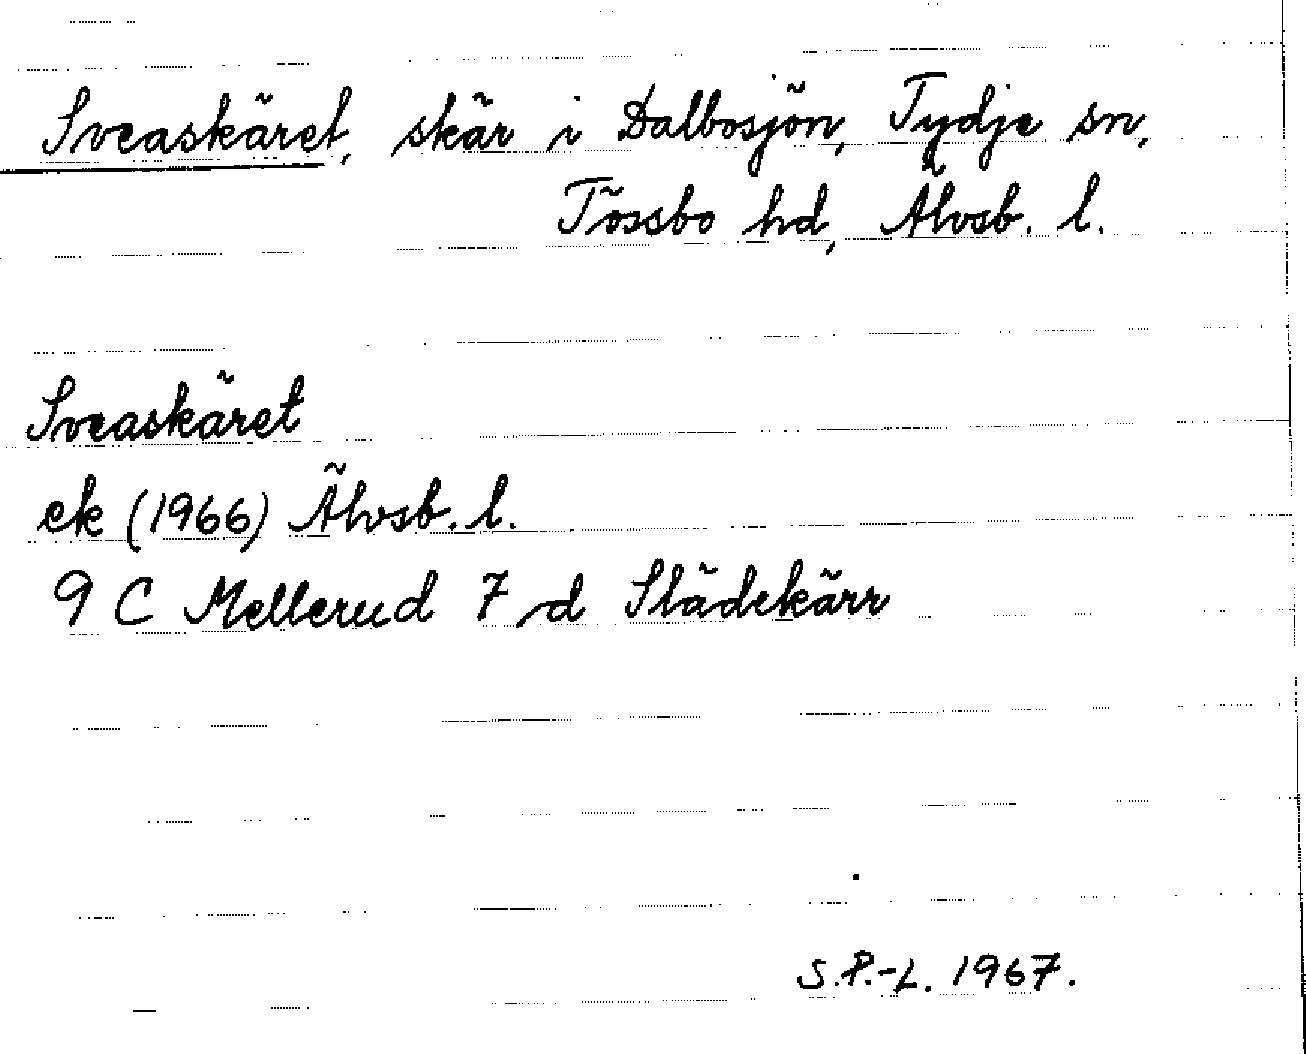 Sveaskäret, skär i Dalbosjön, Tydje sn,
Tössbo hd, Älvsb. l.
Sveaskäret
ek (1966) Älvsb. l.
9 C Mellerud 7 d Slädekärr
S.P.-L. 1967.